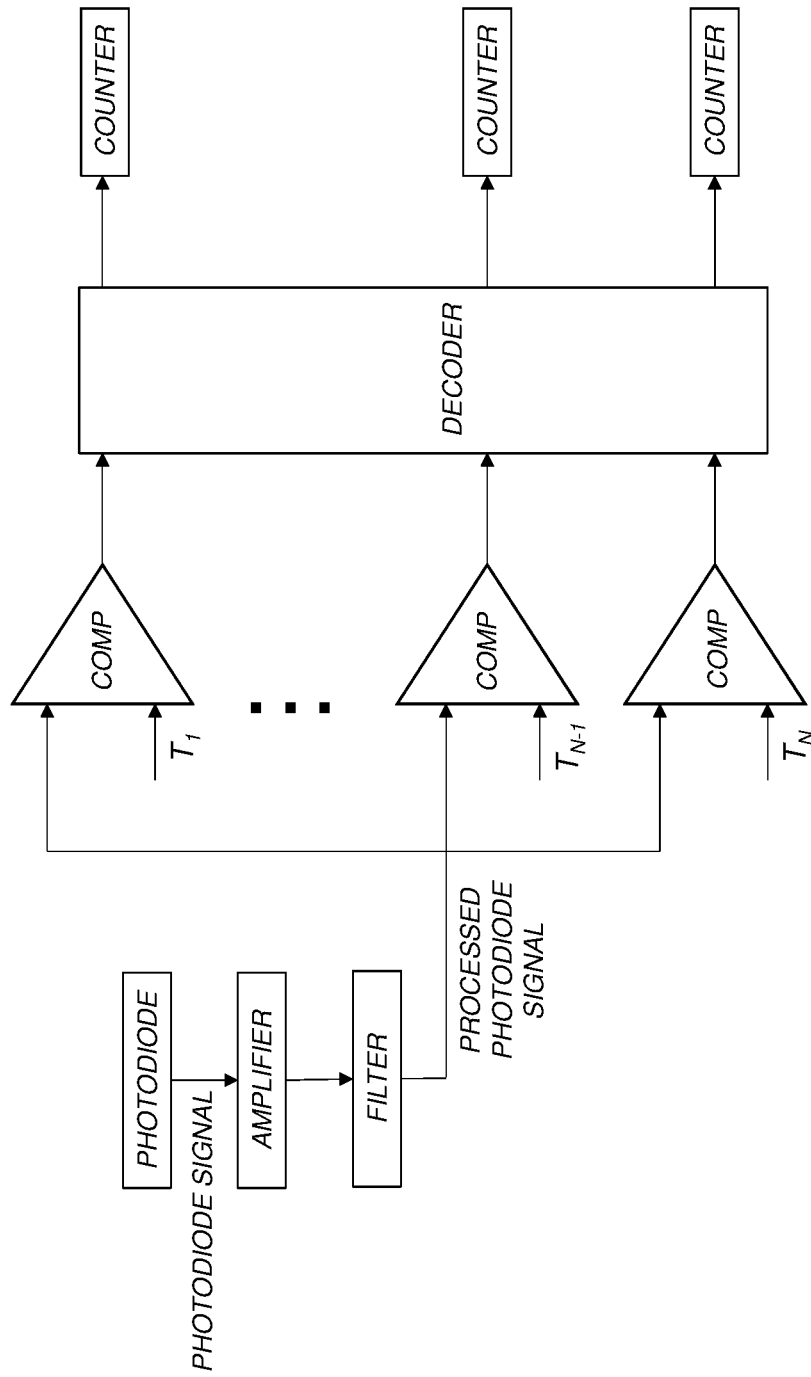 PHOTODIODE
PHOTODIODE SIGNAL
AMPLIFIER
FILTER
PROCESSED
PHOTODIODE
SIGNAL
COMP
T1
COMP
TN-1
COMP
TN
DECODER
COUNTER
COUNTER
COUNTER